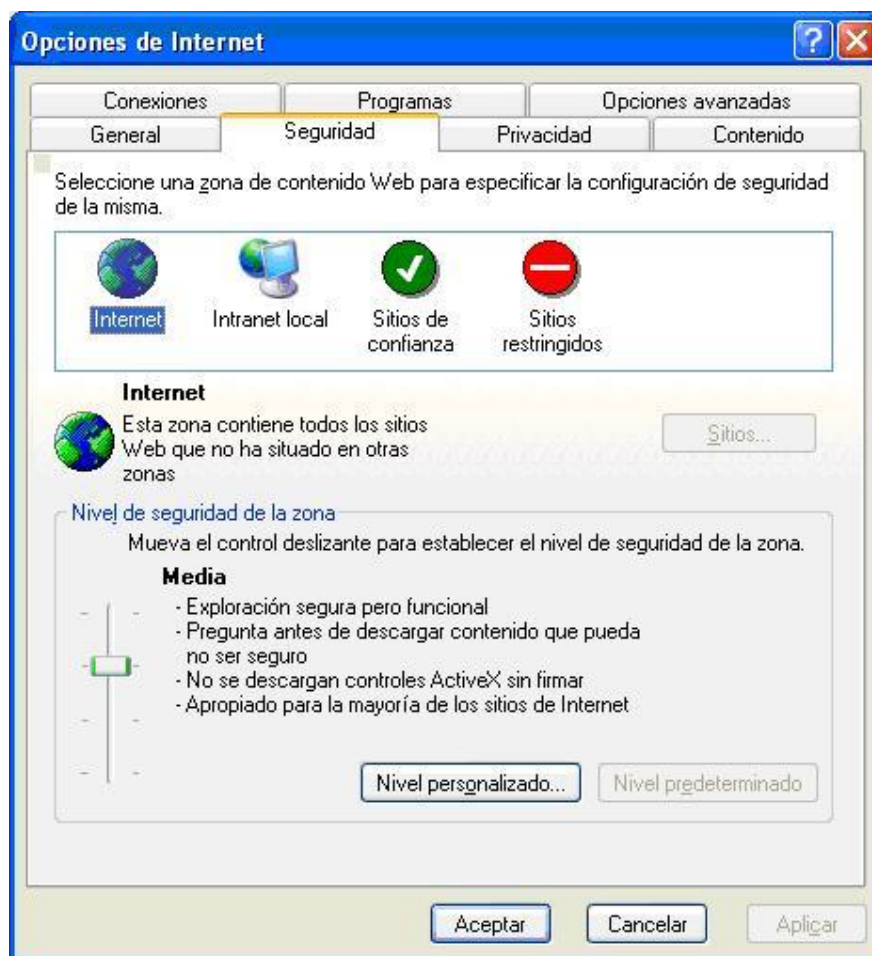 Opciones de Internet
Conexiones Programas Opciones avanzadas
General Seguridad Privacidad Contenido
Seleccione una zona de contenido Web para especificar la configuración de seguridad
de la misma.
Internet Intranet local Sitios de confianza Sitios restringidos
Internet
Esta zona contiene todos los sitios
Web que no ha situado en otras
zonas
Sitios...
Nivel de seguridad de la zona
Mueva el control deslizante para establecer el nivel de seguridad de la zona.
Media
- Exploración segura pero funcional
- Pregunta antes de descargar contenido que pueda
no ser seguro
- No se descargan controles ActiveX sin firmar
- Apropiado para la mayoría de los sitios de Internet
Nivel personalizado... Nivel predeterminado
Aceptar Cancelar Aplicar